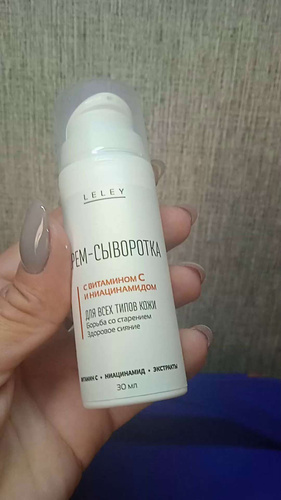 LELEY
РЕМ-СЫВОРОТКА
С ВИТАМИНОМ С
И НИАЦИНАМИДОМ
ДЛЯ ВСЕХ ТИПОВ КОЖИ
Борьба со старением
Здоровое сияние
ВИТАМИН С • НИАЦИНАМИД • ЭКСТРАКТЫ
30 МЛ